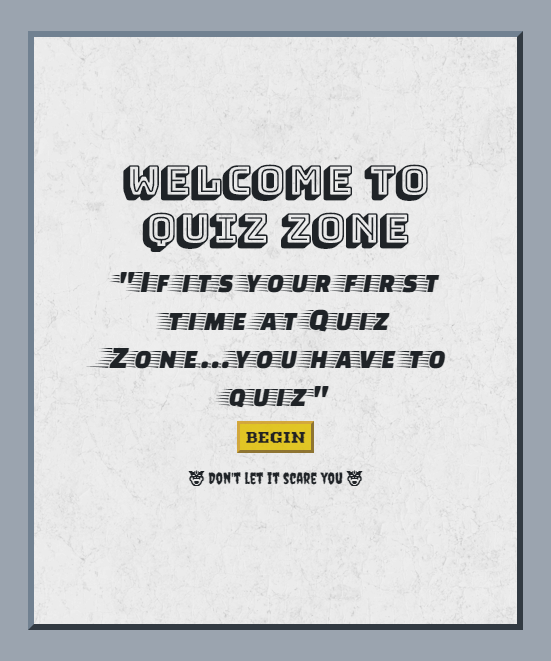 WELCOME TO
QUIZ ZONE
"IF ITS YOUR FIRST
TIME AT QUIZ
ZONE...YOU HAVE TO
QUIZ"
BEGIN
DON'T LET IT SCARE YOU